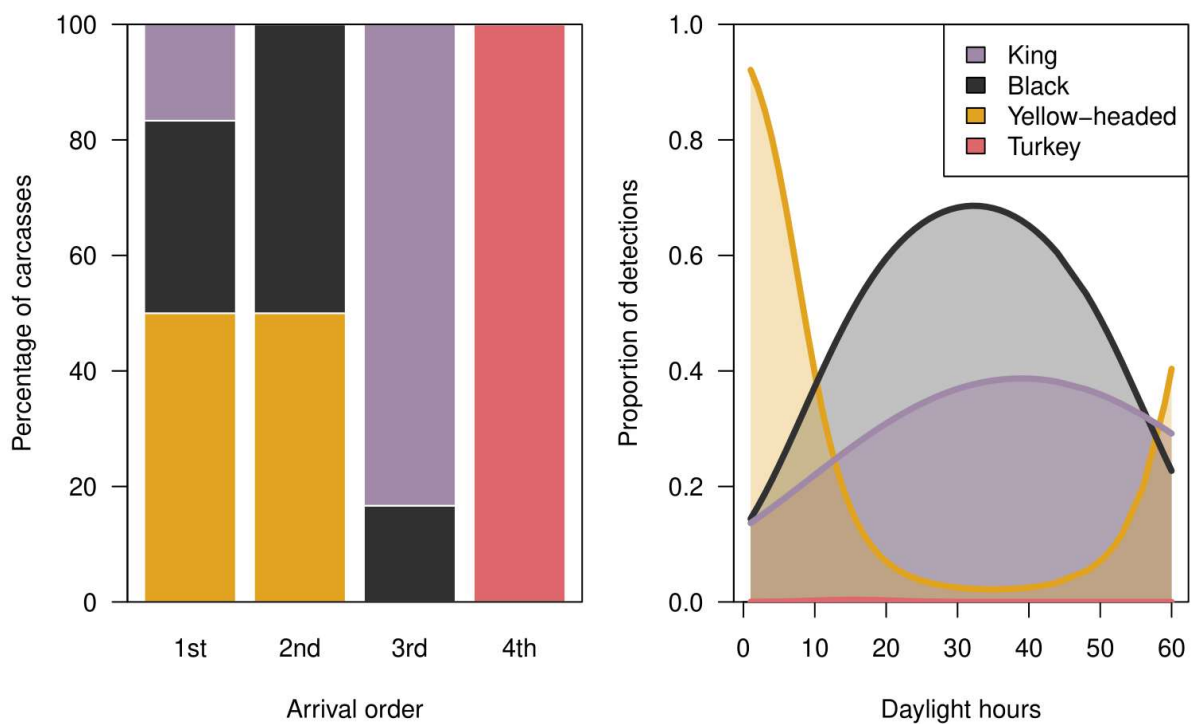 Percentage of carcasses
100
80
60
40
20
0
1st 2nd 3rd 4th
Arrival order
Proportion of detections
1.0
0.8
0.6
0.4
0.2
0.0
0 10 20 30 40 50 60
Daylight hours
King
Black
Yellow−headed
Turkey